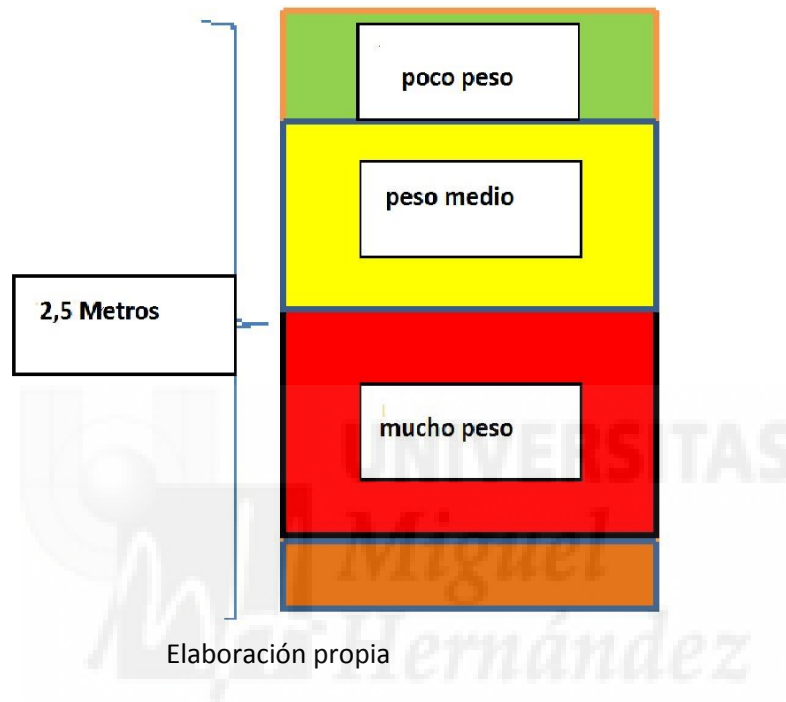 poco peso
peso medio
2,5 Metros
mucho peso
UNIVERSITAS
Miguel
Hernández
Elaboración propia